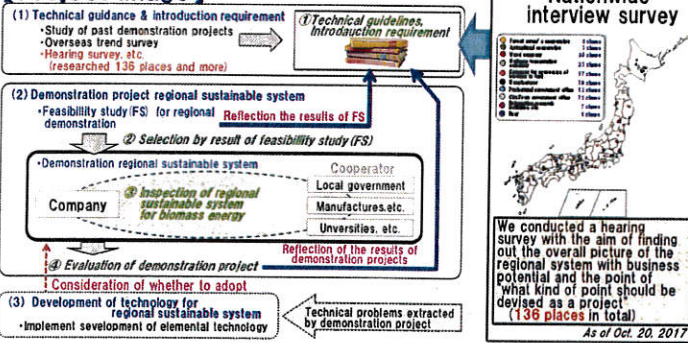 (1) Technical guidance & introduction requirement
•Study of past demonstration projects
•Overseas trend survey
•Hearing survey, etc.
(researched 136 places and more)
①Technical guidelines,
Introdauction requirement
(2) Demonstration project regional sustainable system
•Feasibility study(FS) for regional
demonstration
Reflection the results of FS
② Selection by result of feasibility study(FS)
•Demonstration regional sustainable system
Company
③ Inspection of regional
sustainable system
for biomass energy
Cooperator
Local government
Manufactures.etc.
Unversities, etc.
Reflection of the results of
demonstration projects
④ Evaluation of demonstration project
Consideration of whether to adopt
(3) Development of technology for
regional sustainable system
•Implement sevelopment of elemental technology
Technical problems extracted
by demonstration project
Nationwide
interview survey
We conducted a hearing
survey with the aim of finding
out the overall picture of the
regional system with business
potential and the point of
"what kind of point should be
devised as a project"
(136 places in total)
As of Oct. 20, 2017